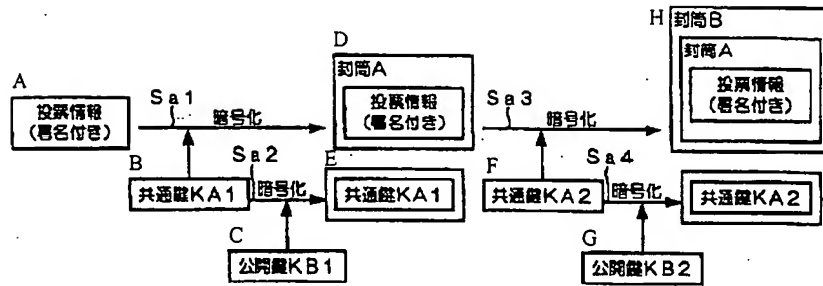 A
投票情報
(署名付き)
Sa1
暗号化
D
封筒A
投票情報
(署名付き)
Sa3
暗号化
H
封筒B
封筒A
投票情報
(署名付き)
B
共通鍵KA1
Sa2
暗号化
E
共通鍵KA1
F
共通鍵KA2
Sa4
暗号化
共通鍵KA2
C
公開鍵KB1
G
公開鍵KB2